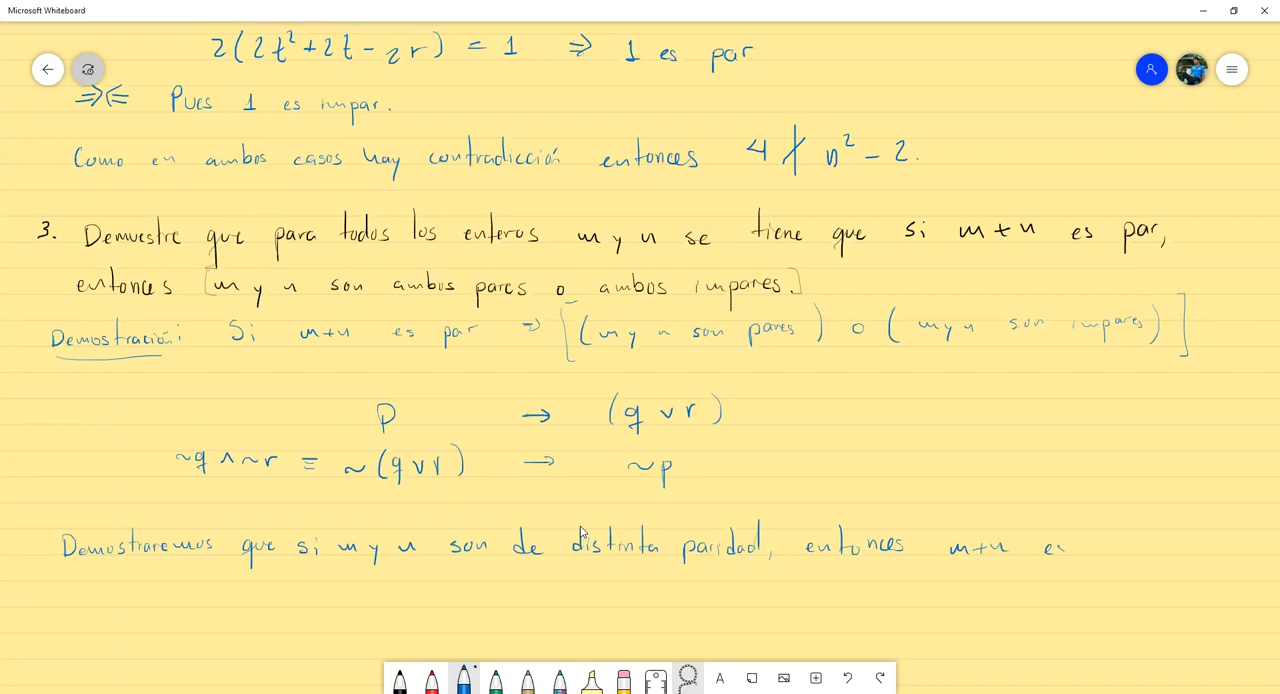 Microsoft Whiteboard
2(2t² + 2t - 2r) = 1 ⇒ 1 es par
⇒⇐ Pues 1 es impar.
Como en ambos casos hay contradicción entonces 4 ∤ n² - 2.
3. Demuestre que para todos los enteros m y n se tiene que si m + n es par,
entonces [m y n son ambos pares o ambos impares.]
Demostración: Si m+n es par ⇒ [(m y n son pares) o (m y n son impares)]
P → (q ∨ r)
~q ∧ ~r ≡ ~(q ∨ r) → ~p
Demostraremos que si m y n son de distinta paridad, entonces m+n es
A